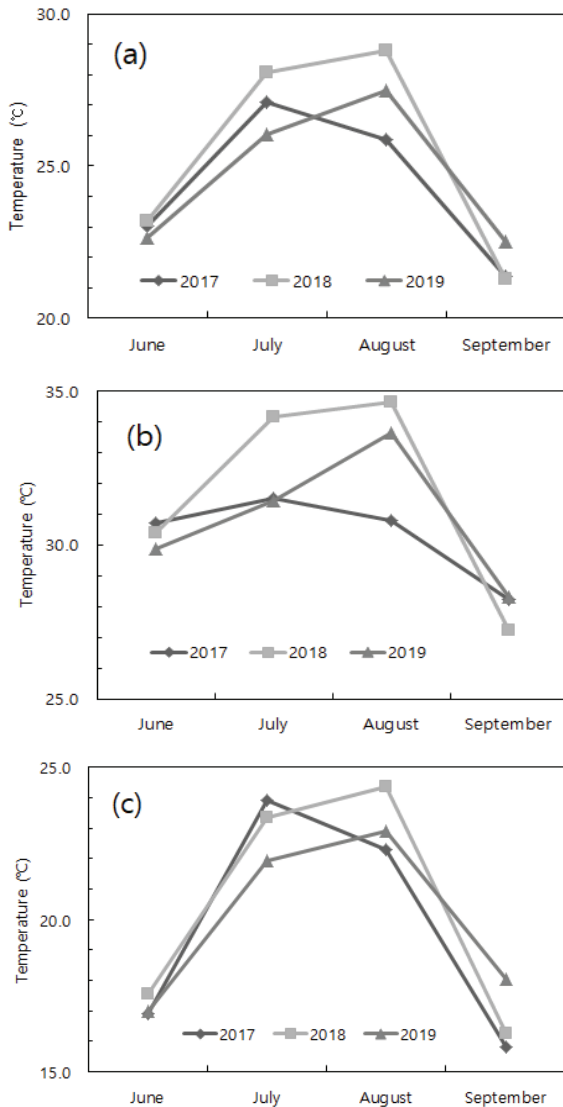 30.0
(a)
25.0
Temperature (℃)
2017 2018 2019
20.0
June July August September
35.0
(b)
30.0
Temperature (℃)
2017 2018 2019
25.0
June July August September
25.0
(c)
20.0
Temperature (℃)
2017 2018 2019
15.0
June July August September